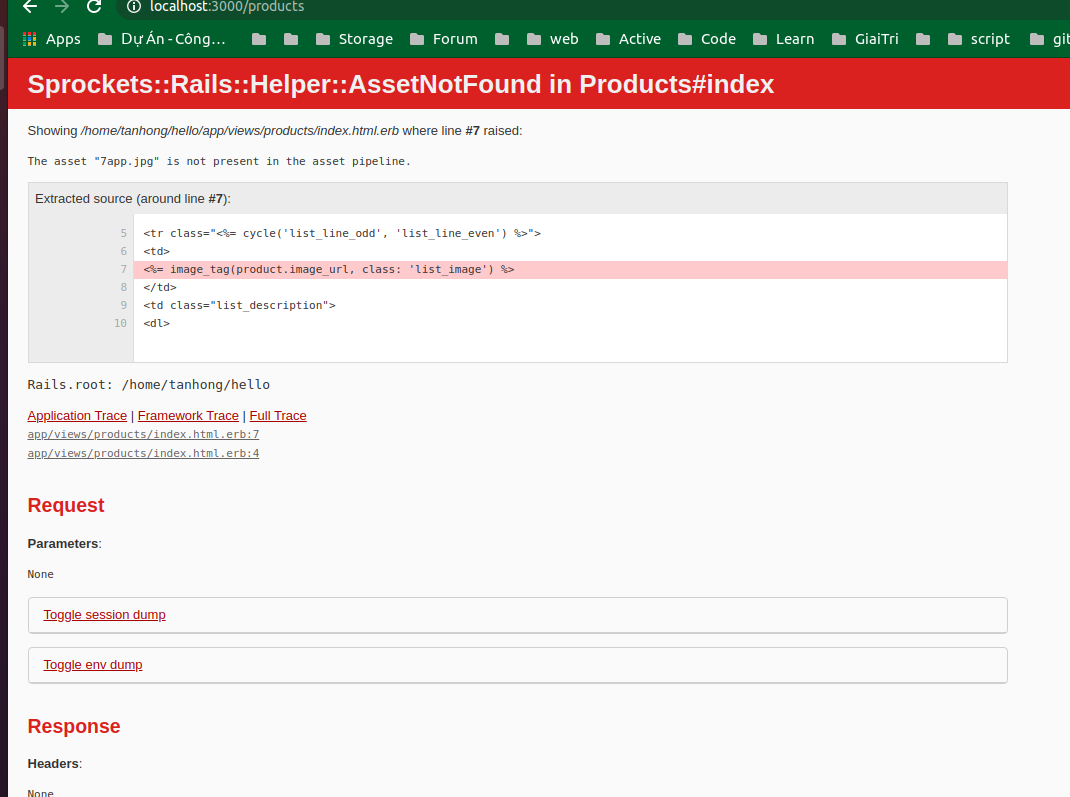 localhost:3000/products
Apps Dự Án - Công... Storage Forum web Active Code Learn GiaiTri script git
Sprockets::Rails::Helper::AssetNotFound in Products#index
Showing /home/tanhong/hello/app/views/products/index.html.erb where line #7 raised:
The asset "7app.jpg" is not present in the asset pipeline.
Extracted source (around line #7):
5 <tr class="<%= cycle('list_line_odd', 'list_line_even') %>">
6 <td>
7 <%= image_tag(product.image_url, class: 'list_image') %>
8 </td>
9 <td class="list_description">
10 <dl>
Rails.root: /home/tanhong/hello
Application Trace | Framework Trace | Full Trace
app/views/products/index.html.erb:7
app/views/products/index.html.erb:4
Request
Parameters:
None
Toggle session dump
Toggle env dump
Response
Headers:
None